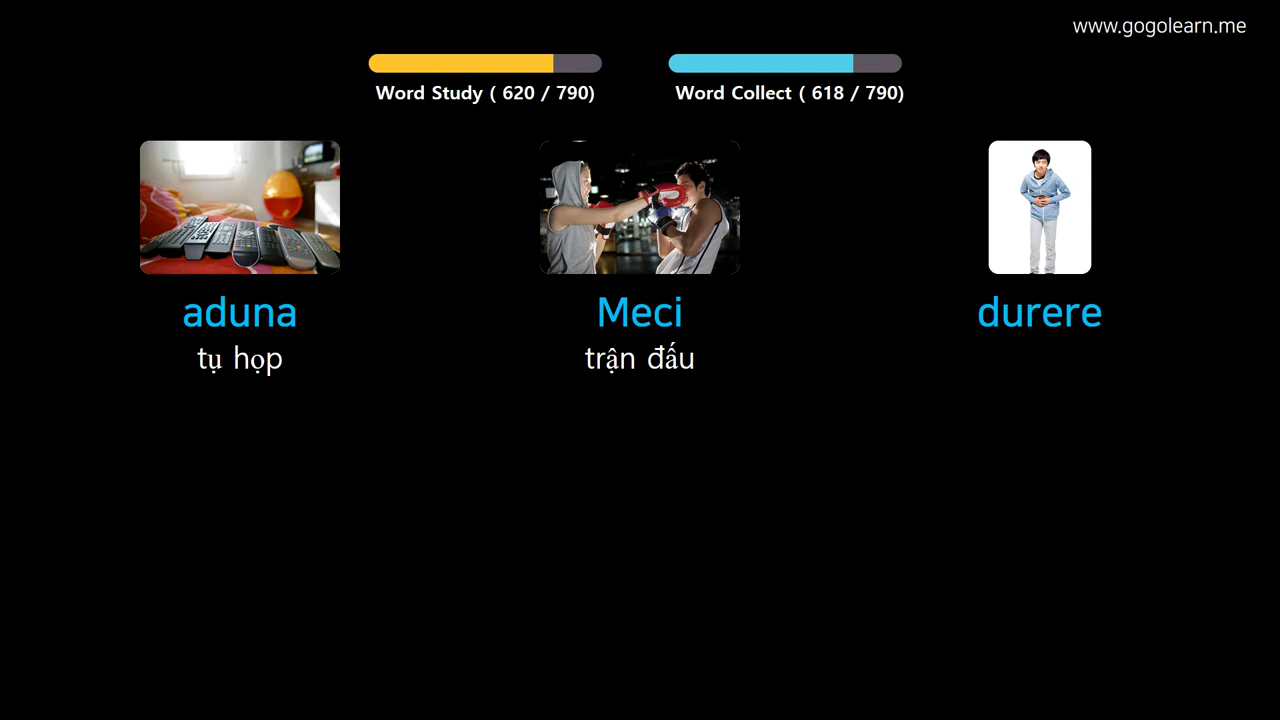 www.gogolearn.me
Word Study ( 620 / 790)
Word Collect ( 618 / 790)
aduna
tụ họp
Meci
trận đấu
durere